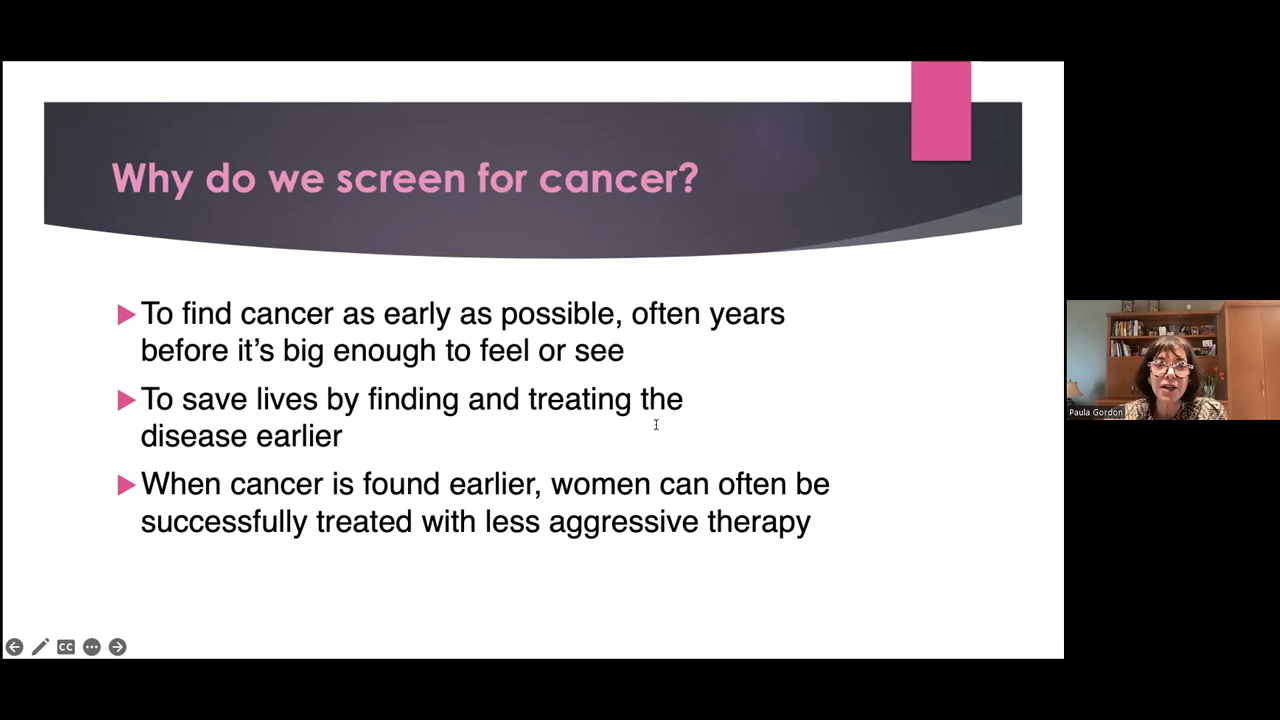 Why do we screen for cancer?
To find cancer as early as possible, often years
before it’s big enough to feel or see
To save lives by finding and treating the
disease earlier
When cancer is found earlier, women can often be
successfully treated with less aggressive therapy
CC
Paula Gordon